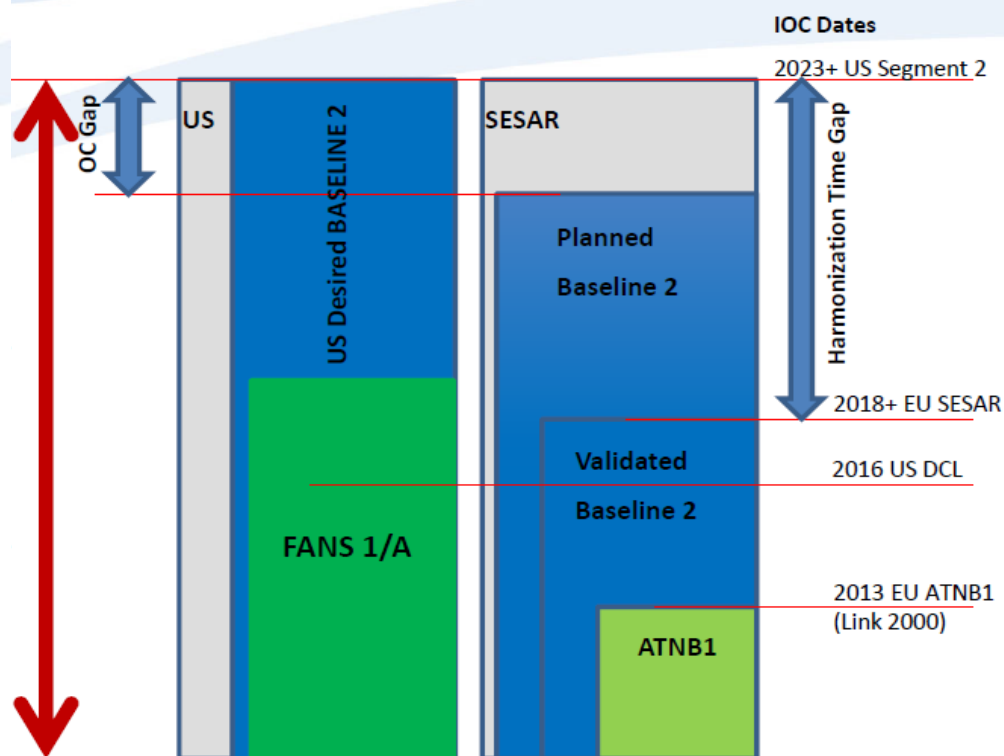 IOC Dates
2023+ US Segment 2
OC Gap
US
US Desired BASELINE 2
SESAR
Planned
Baseline 2
Harmonization Time Gap
2018+ EU SESAR
Validated
Baseline 2
2016 US DCL
FANS 1/A
2013 EU ATNB1
(Link 2000)
ATNB1